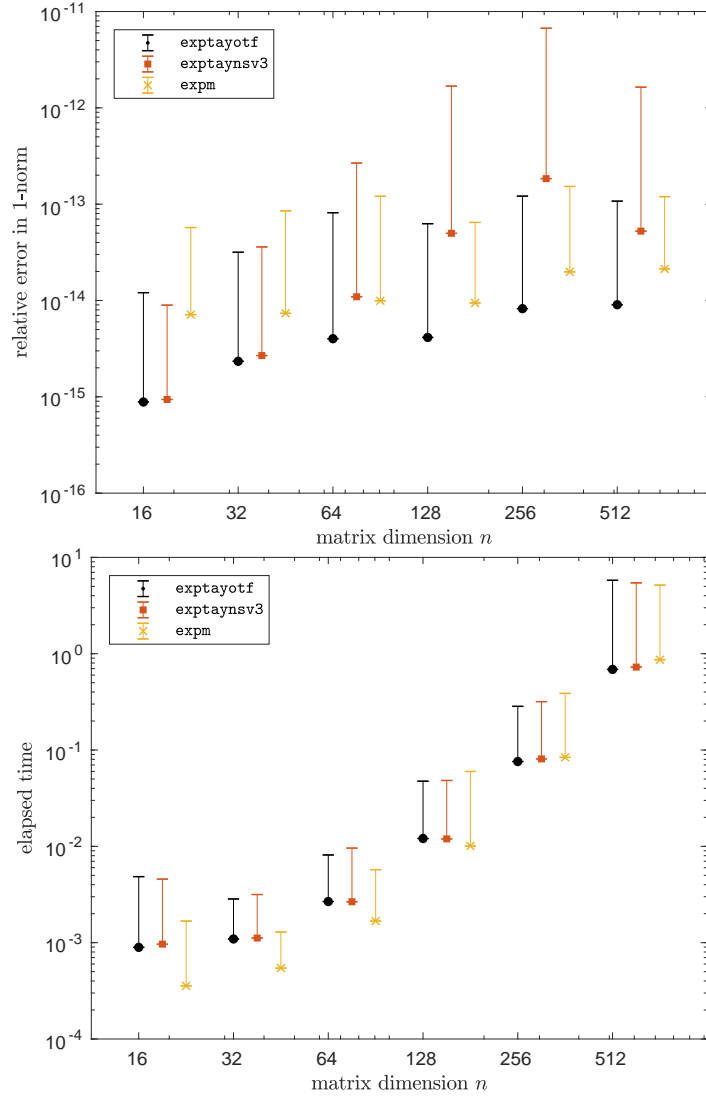 10^-11
exptayotf
exptaynsv3
expm
10^-12
10^-13
relative error in 1-norm
10^-14
10^-15
10^-16
16 32 64 128 256 512
matrix dimension n
10^1
exptayotf
exptaynsv3
expm
10^0
10^-1
elapsed time
10^-2
10^-3
10^-4
16 32 64 128 256 512
matrix dimension n